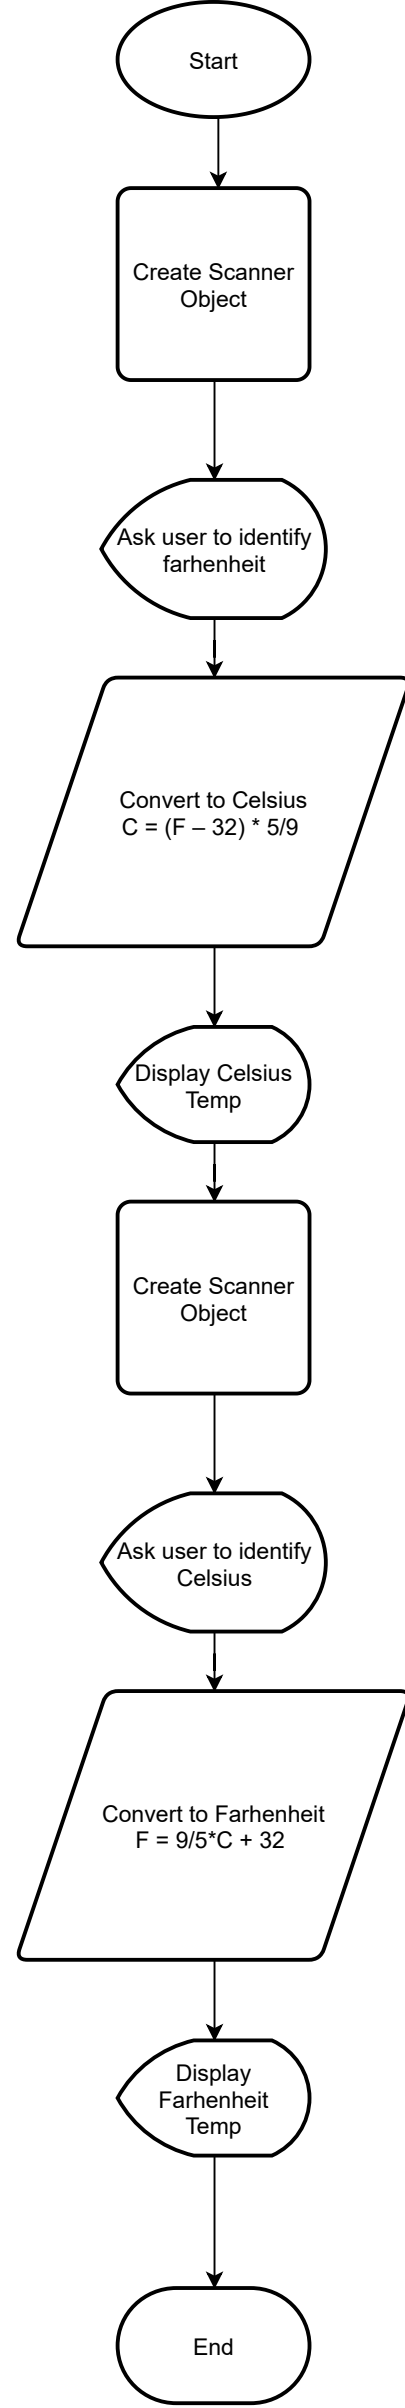 Start
Create Scanner
Object
Ask user to identify
farhenheit
Convert to Celsius
C = (F – 32) * 5/9
Display Celsius
Temp
Create Scanner
Object
Ask user to identify
Celsius
Convert to Farhenheit
F = 9/5*C + 32
Display
Farhenheit
Temp
End